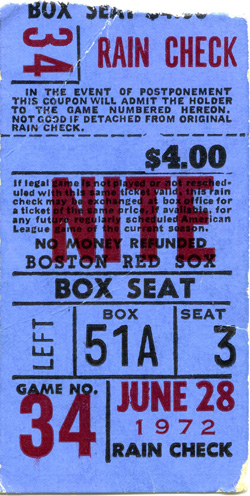 BOX SEAT $4.00
34
RAIN CHECK
IN THE EVENT OF POSTPONEMENT
THIS COUPON WILL ADMIT THE HOLDER
TO THE GAME NUMBERED HEREON.
NOT GOOD IF DETACHED FROM ORIGINAL
RAIN CHECK.
$4.00
If legal game is not played or not resched-
uled with this ticket valid, this rain
check may be exchanged at box office for
a ticket of the same price, if available, for
any future regularly scheduled American
League game of the current season.
NITE
NO MONEY REFUNDED
BOSTON RED SOX
BOX SEAT
LEFT
BOX
51A
SEAT
3
GAME NO.
34
JUNE 28
1972
RAIN CHECK